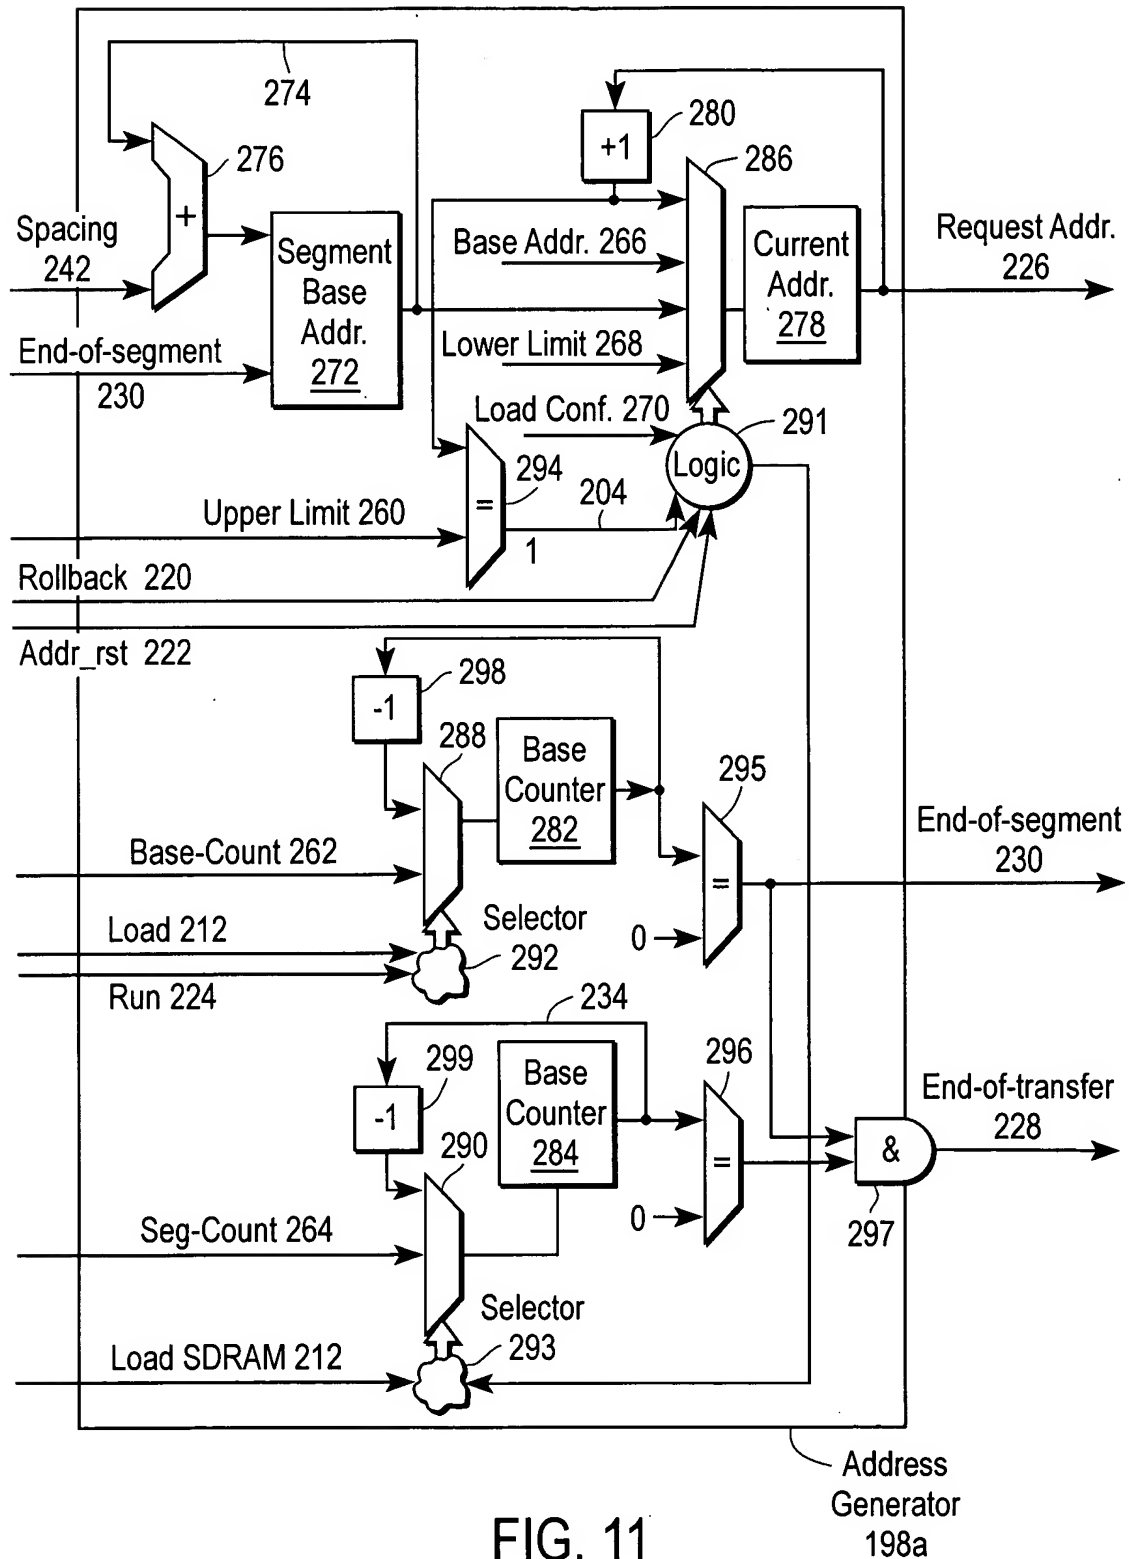 274
280
+1
276
286
+
Spacing
242
Segment
Base
Addr.
272
Base Addr. 266
Current
Addr.
278
Request Addr.
226
End-of-segment
230
Lower Limit 268
Load Conf. 270
291
Logic
294
=
204
Upper Limit 260
1
Rollback 220
Addr_rst 222
298
-1
288
Base
Counter
282
295
Base-Count 262
=
End-of-segment
230
Load 212
Selector
292
0
Run 224
234
299
-1
Base
Counter
284
296
290
=
End-of-transfer
228
&
297
0
Seg-Count 264
Selector
293
Load SDRAM 212
Address
Generator
198a
FIG. 11